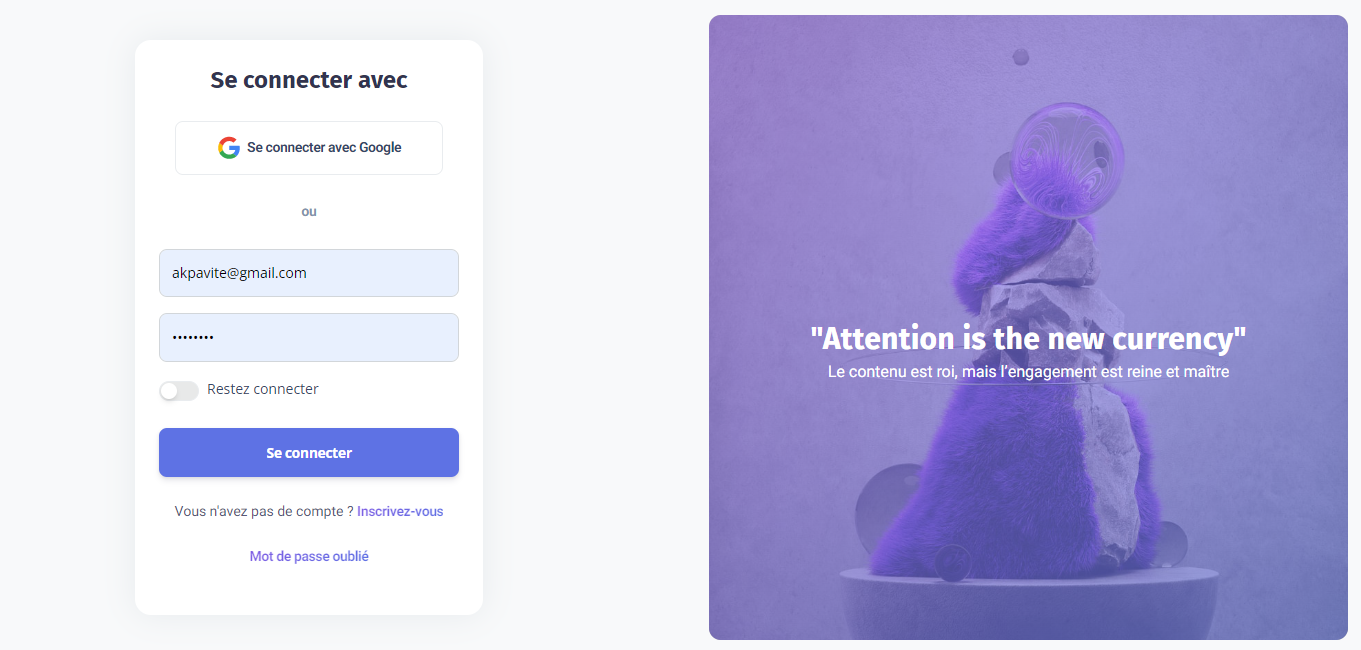 Se connecter avec
Se connecter avec Google
ou
akpavite@gmail.com
••••••••
Restez connecter
Se connecter
Vous n'avez pas de compte ? Inscrivez-vous
Mot de passe oublié
"Attention is the new currency"
Le contenu est roi, mais l’engagement est reine et maître